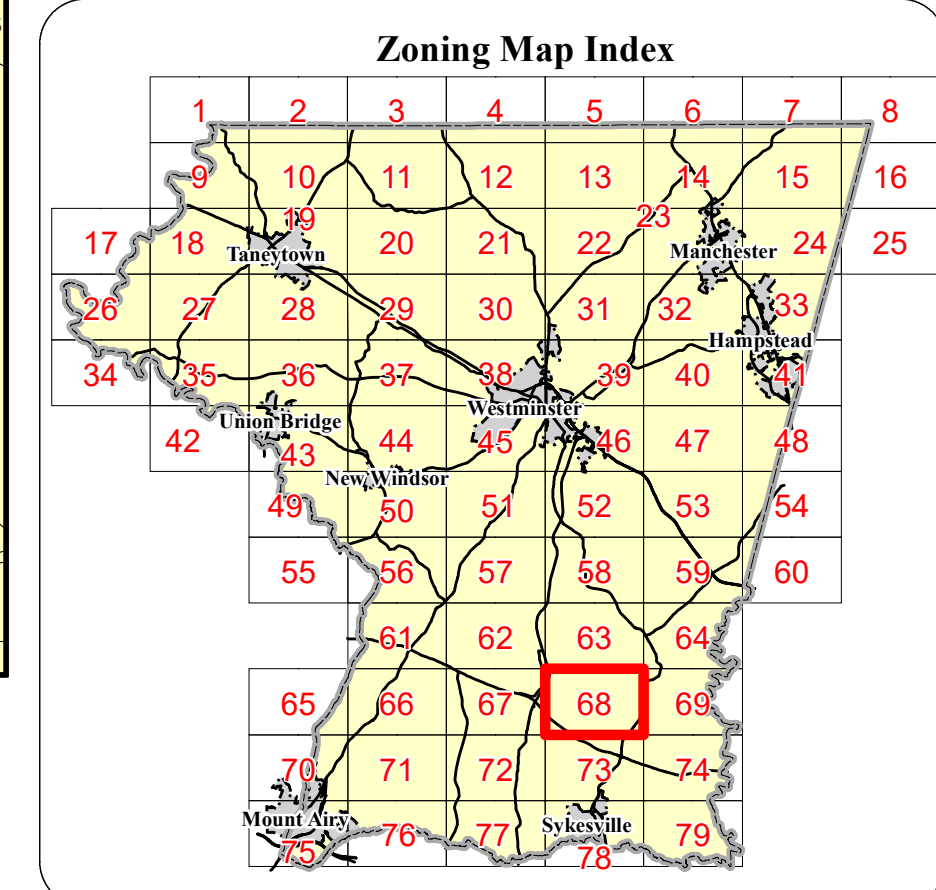 Zoning Map Index
1 2 3 4 5 6 7 8
9 10 11 12 13 14 15 16
19 23
17 18 20 21 22 24 25
Taneytown Manchester
26 27 28 29 30 31 32 33
Hampstead
34 35 36 37 38 39 40 41
Westminster
Union Bridge
42 43 44 45 46 47 48
New Windsor
49 50 51 52 53 54
55 56 57 58 59 60
61 62 63 64
65 66 67 68 69
70 71 72 73 74
Mount Airy Sykesville
75 76 77 78 79